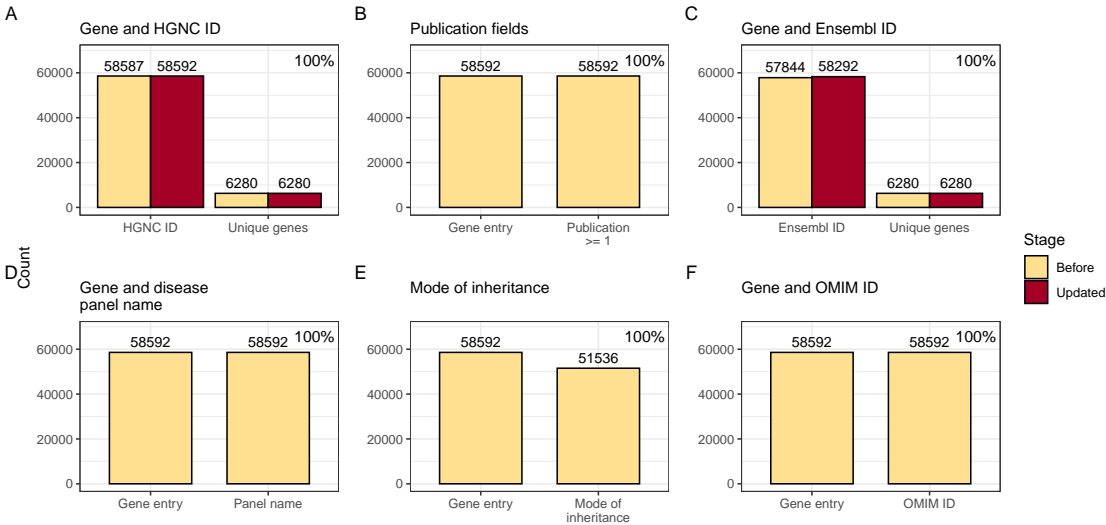 A
Gene and HGNC ID
100%
58587 58592
6280 6280
60000
40000
20000
0
HGNC ID
Unique genes
B
Publication fields
100%
58592
58592
60000
40000
20000
0
Gene entry
Publication
>= 1
C
Gene and Ensembl ID
100%
57844 58292
6280 6280
60000
40000
20000
0
Ensembl ID
Unique genes
Count
D
Gene and disease
panel name
100%
58592
58592
60000
40000
20000
0
Gene entry
Panel name
E
Mode of inheritance
100%
58592
51536
60000
40000
20000
0
Gene entry
Mode of
inheritance
F
Gene and OMIM ID
100%
58592
58592
60000
40000
20000
0
Gene entry
OMIM ID
Stage
Before
Updated